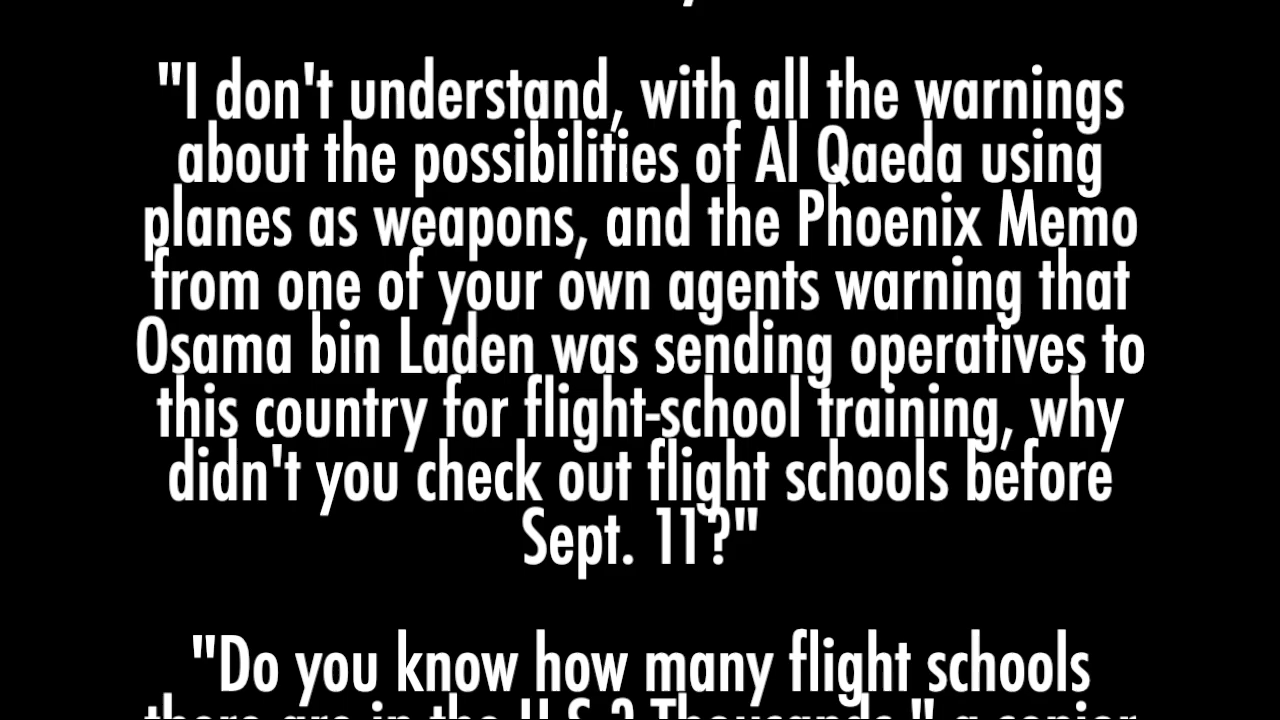 "I don't understand, with all the warnings
about the possibilities of Al Qaeda using
planes as weapons, and the Phoenix Memo
from one of your own agents warning that
Osama bin Laden was sending operatives to
this country for flight-school training, why
didn't you check out flight schools before
Sept. 11?"
"Do you know how many flight schools
there are in the U.S.? Thousands," a senior